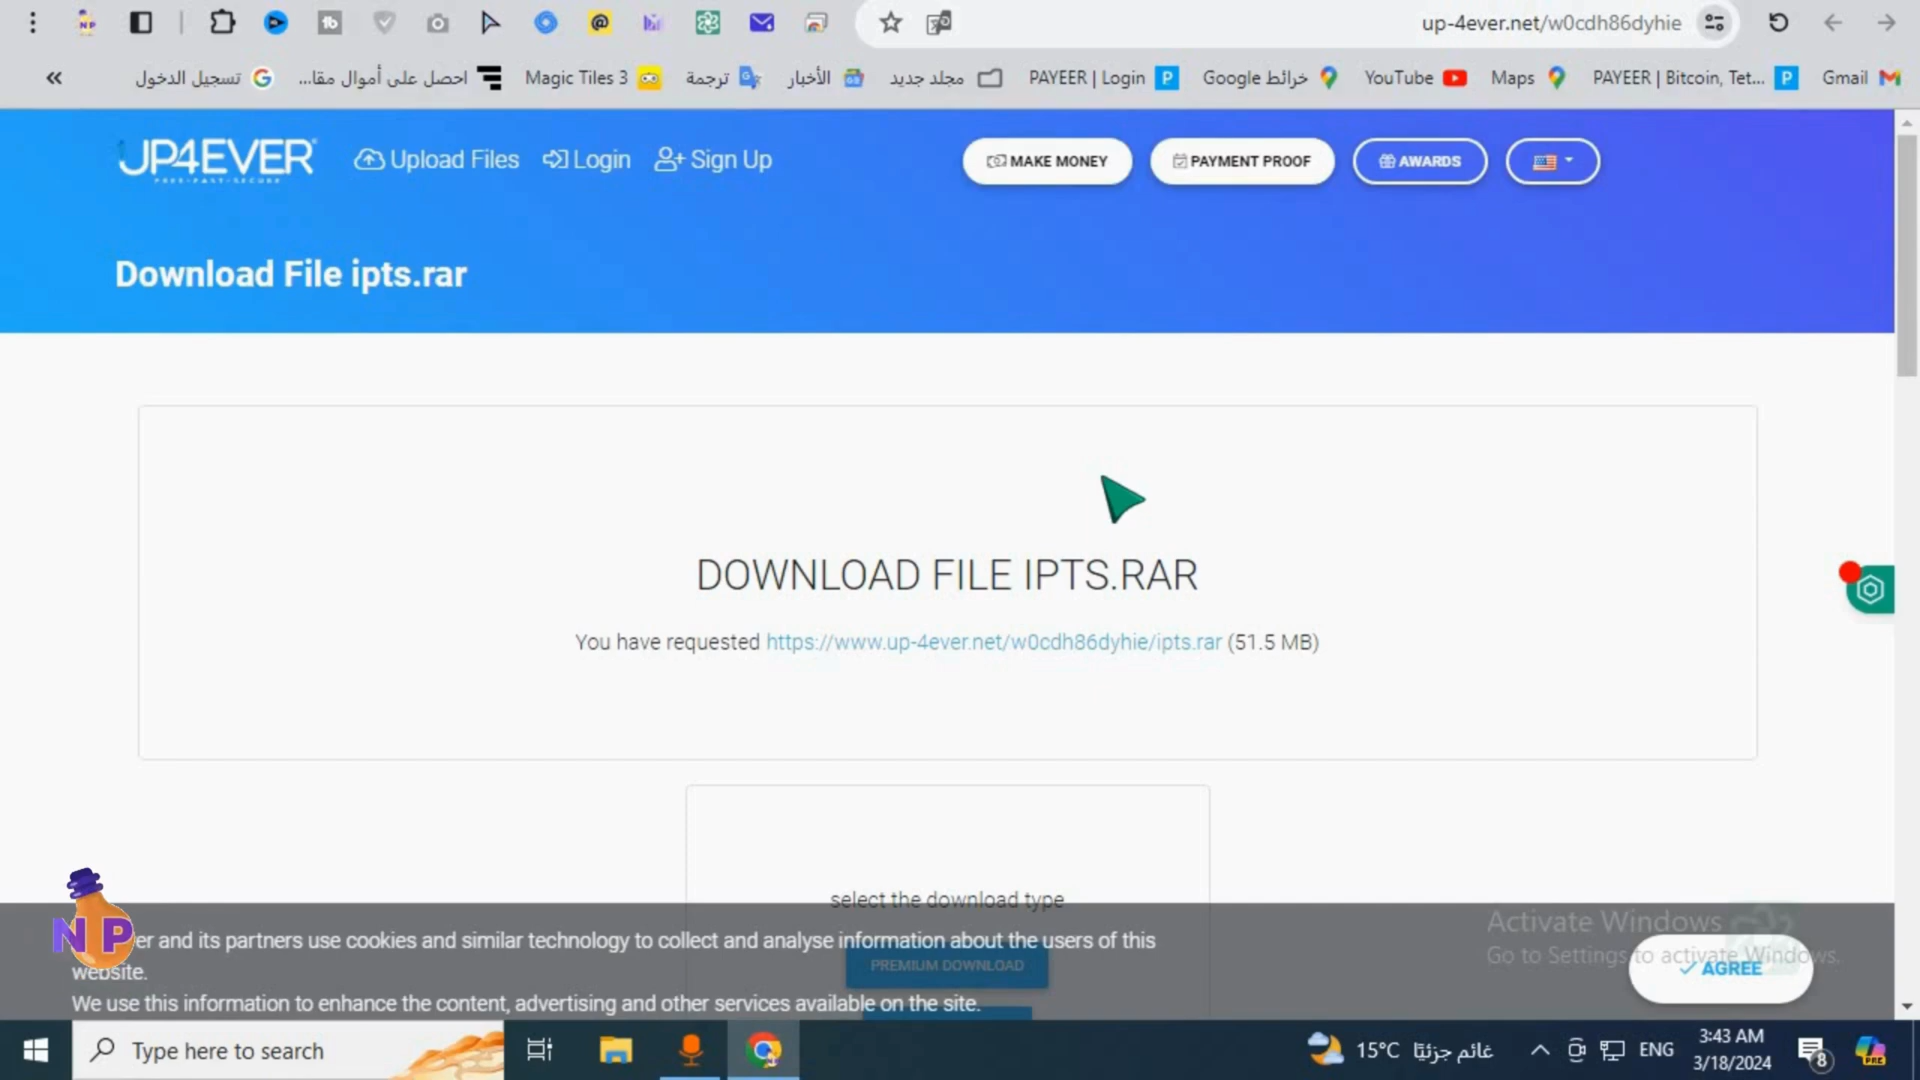 up-4ever.net/w0cdh86dyhie
تسجيل الدخول
احصل على أموال مقا...
Magic Tiles 3
ترجمة
الأخبار
مجلد جديد
PAYEER | Login
خرائط Google
YouTube
Maps
PAYEER | Bitcoin, Tet...
Gmail
UP4EVER
FREE·FAST·SECURE
Upload Files
Login
Sign Up
MAKE MONEY
PAYMENT PROOF
AWARDS
Download File ipts.rar
DOWNLOAD FILE IPTS.RAR
You have requested https://www.up-4ever.net/w0cdh86dyhie/ipts.rar (51.5 MB)
select the download type
er and its partners use cookies and similar technology to collect and analyse information about the users of this
website.
PREMIUM DOWNLOAD
We use this information to enhance the content, advertising and other services available on the site.
NP
Activate Windows
Go to Settings to activate Windows.
AGREE
Type here to search
15°C غائم جزئيًا
ENG
3:43 AM
3/18/2024
8
PRE